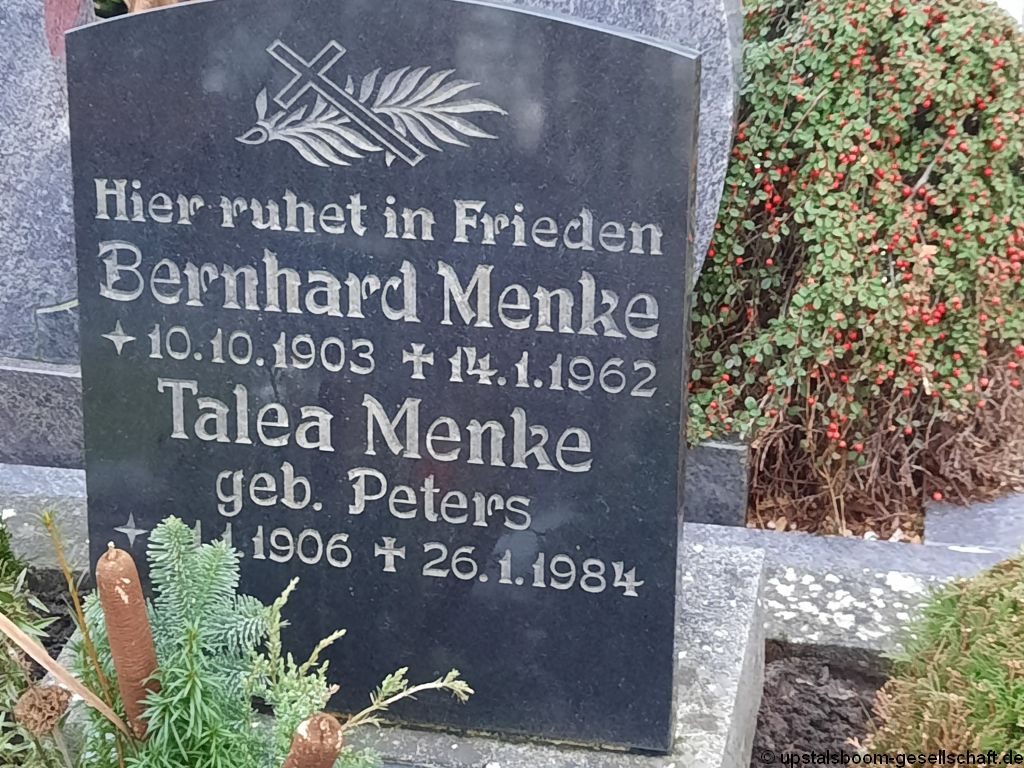 Hier ruhet in Frieden
Bernhard Menke
10.10.1903 14.1.1962
Talea Menke
geb. Peters
1906 26.1.1984
© upstalsboom-gesellschaft.de